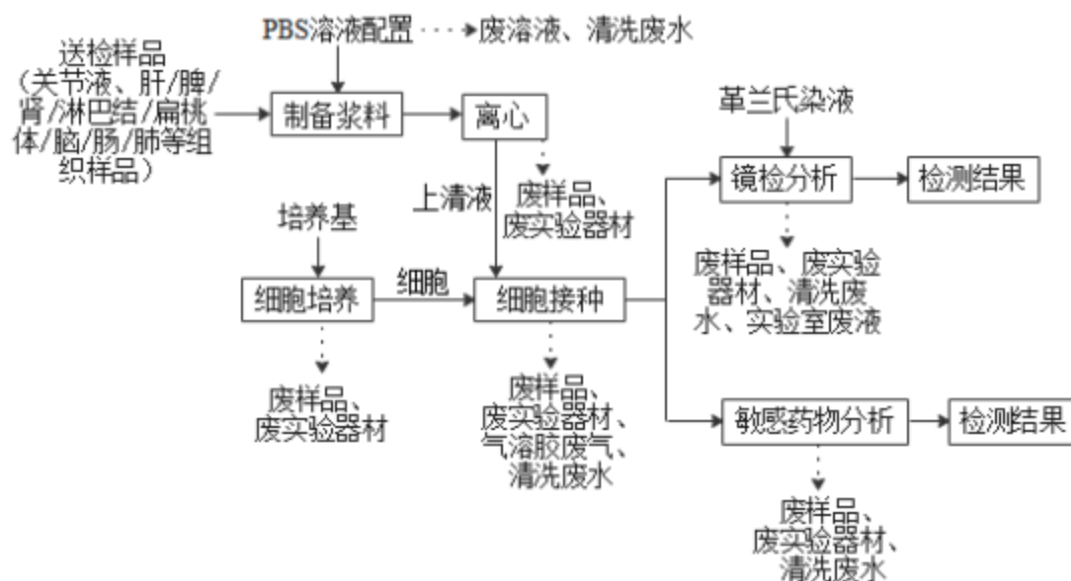 PBS溶液配置
废溶液、清洗废水
送检样品
（关节液、肝/脾/
肾/淋巴结/扁桃
体/脑/肠/肺等组
织样品）
制备浆料
离心
革兰氏染液
镜检分析
检测结果
上清液
废样品、
废实验器材
培养基
细胞培养
细胞
细胞接种
废样品、废实验
器材、清洗废
水、实验室废液
废样品、
废实验器材
废样品、
废实验器材、
气溶胶废气、
清洗废水
敏感药物分析
检测结果
废样品、
废实验器材、
清洗废水